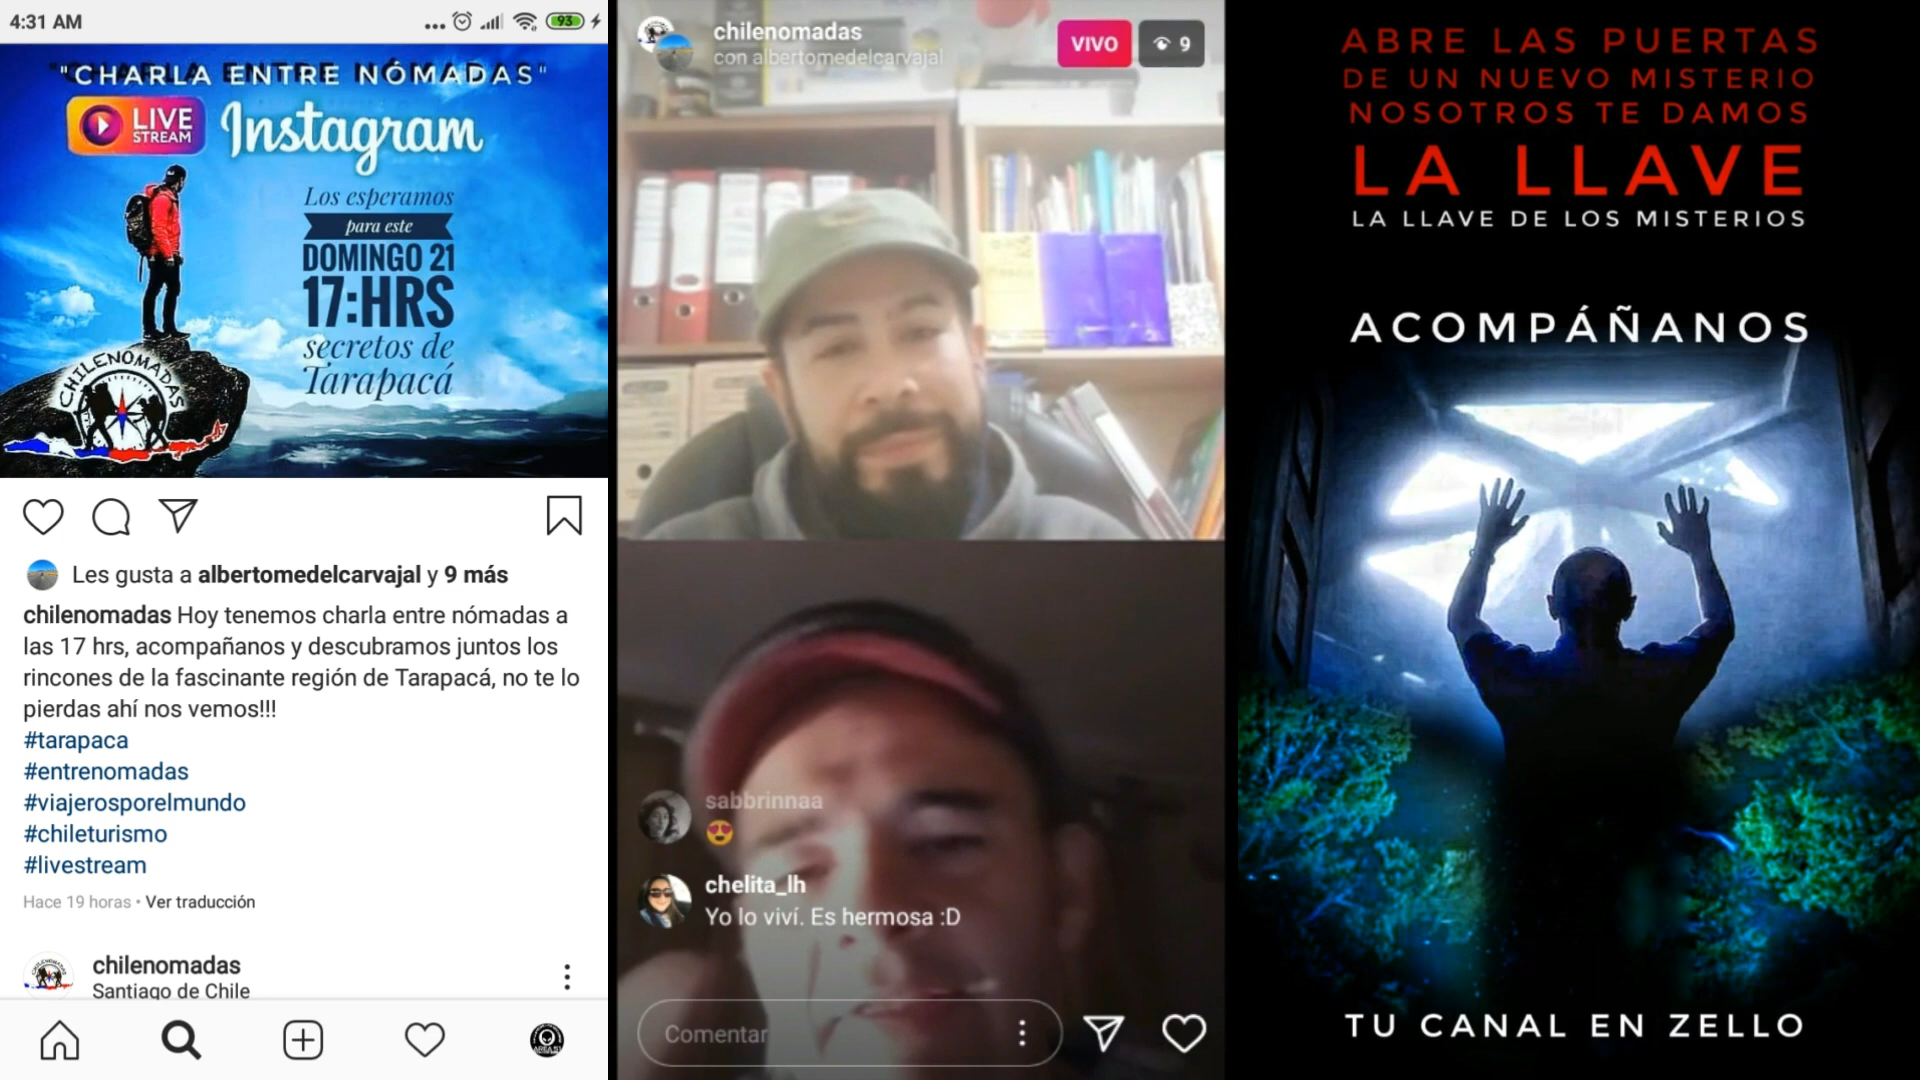 4:31 AM
93
"CHARLA ENTRE NÓMADAS"
LIVE
STREAM
Instagram
Los esperamos
para este
DOMINGO 21
17:HRS
secretos de
Tarapacá
CHILENOMADAS
Les gusta a albertomedelcarvajal y 9 más
chilenomadas Hoy tenemos charla entre nómadas a
las 17 hrs, acompañanos y descubramos juntos los
rincones de la fascinante región de Tarapacá, no te lo
pierdas ahí nos vemos!!!
#tarapaca
#entrenomadas
#viajerosporelmundo
#chileturismo
#livestream
Hace 19 horas • Ver traducción
chilenomadas
Santiago de Chile
chilenomadas
con albertomedelcarvajal
VIVO
9
sabbrinnaa
😍
chelita_lh
Yo lo viví. Es hermosa :D
Comentar
ABRE LAS PUERTAS
DE UN NUEVO MISTERIO
NOSOTROS TE DAMOS
LA LLAVE
LA LLAVE DE LOS MISTERIOS
ACOMPÁÑANOS
TU CANAL EN ZELLO